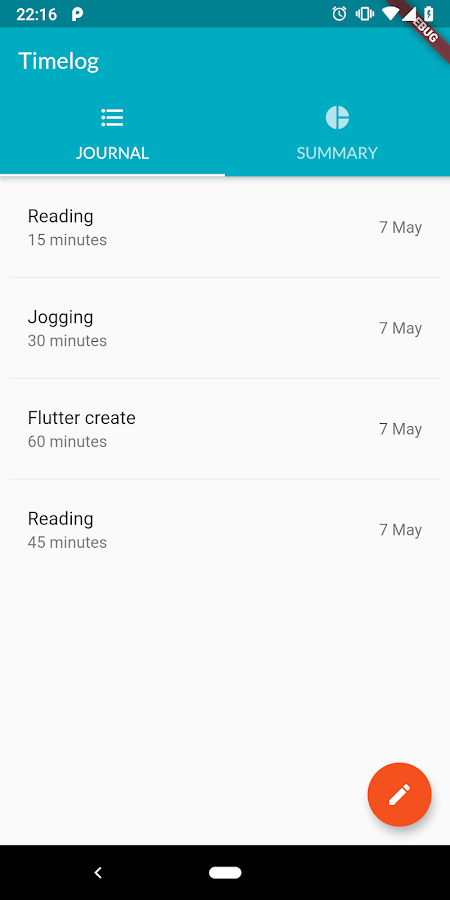 22:16
Timelog
JOURNAL
SUMMARY
Reading
15 minutes
7 May
Jogging
30 minutes
7 May
Flutter create
60 minutes
7 May
Reading
45 minutes
7 May